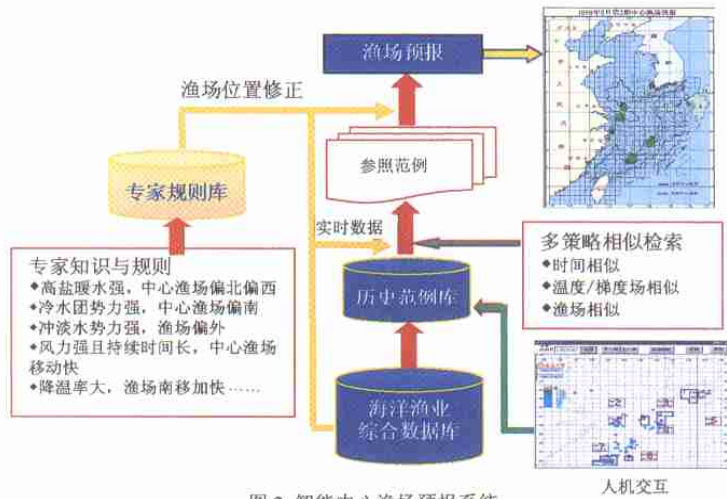 渔场预报
渔场位置修正
参照范例
专家规则库
实时数据
专家知识与规则
◆高盐暖水强，中心渔场偏北偏西
◆冷水团势力强，中心渔场偏南
◆冲淡水势力强，渔场偏外
◆风力强且持续时间长，中心渔场
移动快
◆降温率大，渔场南移加快……
多策略相似检索
◆时间相似
◆温度/梯度场相似
◆渔场相似
历史范例库
海洋渔业
综合数据库
人机交互